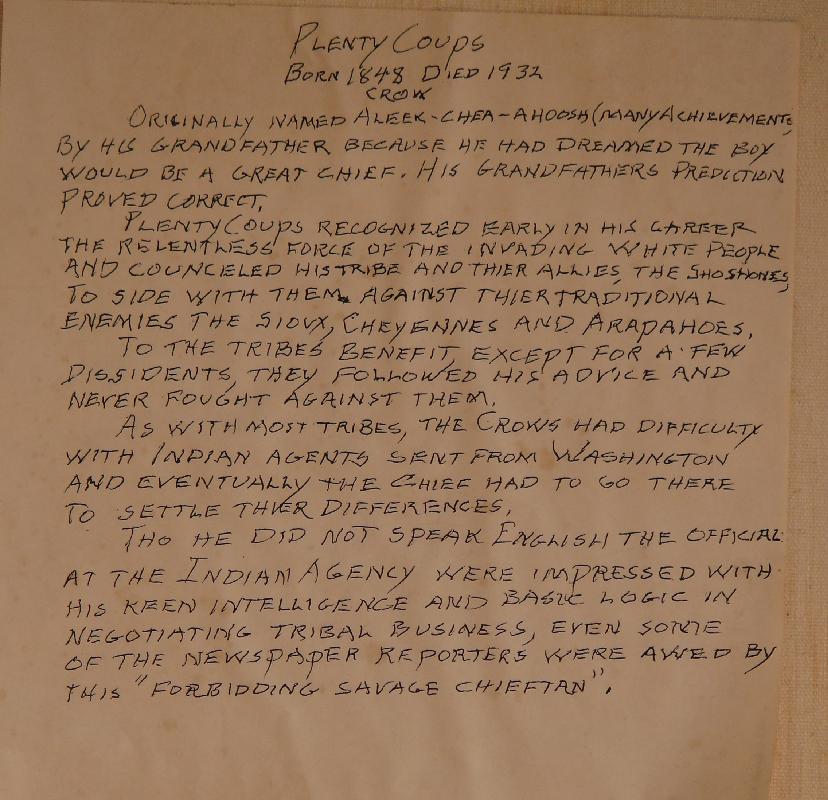 PLENTY COUPS
BORN 1848 DIED 1932
CROW
ORIGINALLY NAMED ALEEK-CHEA-AHOOSH (MANY ACHIEVEMENTS
BY HIS GRANDFATHER BECAUSE HE HAD DREAMED THE BOY
WOULD BE A GREAT CHIEF. HIS GRANDFATHERS PREDICTION
PROVED CORRECT.
PLENTY COUPS RECOGNIZED EARLY IN HIS CAREER
THE RELENTLESS FORCE OF THE INVADING WHITE PEOPLE
AND COUNCELED HIS TRIBE AND THIER ALLIES, THE SHOSHONES,
TO SIDE WITH THEM AGAINST THIER TRADITIONAL
ENEMIES THE SIOUX, CHEYENNES AND ARAPAHOES.
TO THE TRIBES BENEFIT, EXCEPT FOR A FEW
DISSIDENTS, THEY FOLLOWED HIS ADVICE AND
NEVER FOUGHT AGAINST THEM.
AS WITH MOST TRIBES, THE CROWS HAD DIFFICULTY
WITH INDIAN AGENTS SENT FROM WASHINGTON
AND EVENTUALLY THE CHIEF HAD TO GO THERE
TO SETTLE THIER DIFFERENCES.
THO HE DID NOT SPEAK ENGLISH THE OFFICIAL
AT THE INDIAN AGENCY WERE IMPRESSED WITH
HIS KEEN INTELLIGENCE AND BASIC LOGIC IN
NEGOTIATING TRIBAL BUSINESS, EVEN SOME
OF THE NEWSPAPER REPORTERS WERE AWED BY
THIS "FORBIDDING SAVAGE CHIEFTAN".